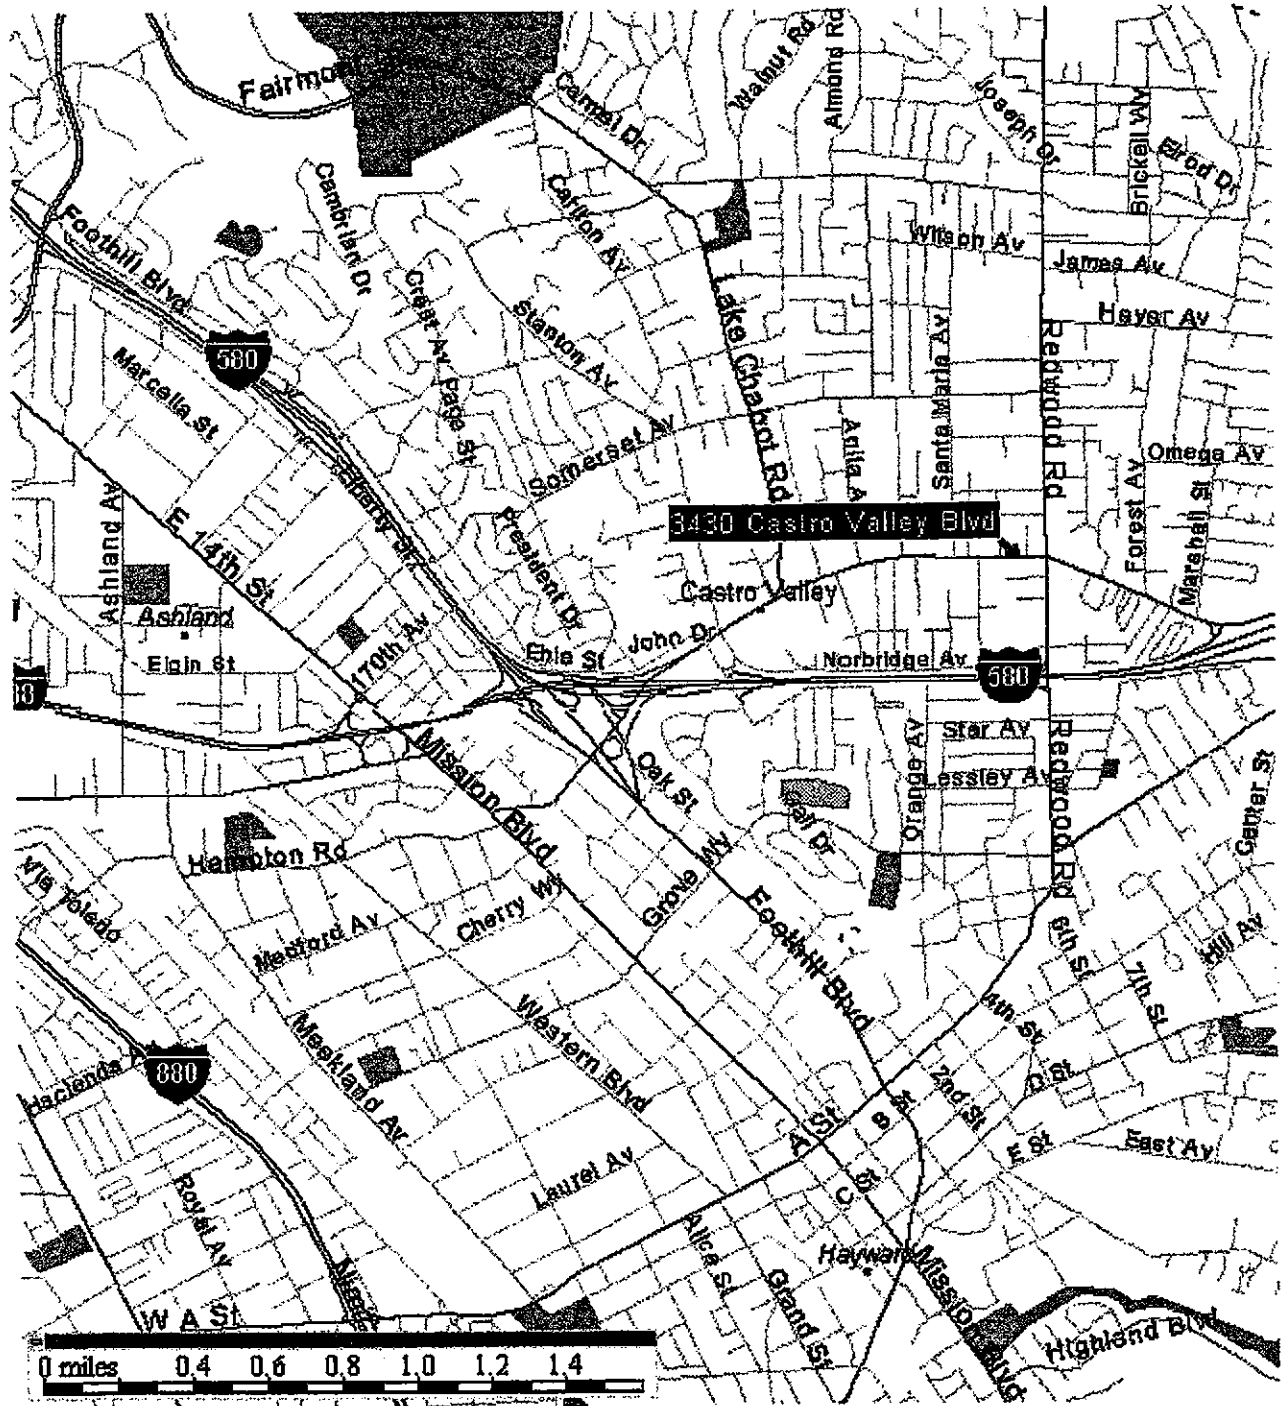 Fairmo
Camsl Dr
Walnut Rd
Almond Rd
Joseph Dr
Brickell Wy
Elrod Dr
Foothill Blvd
Cambrian Dr
Carlton Av
Wilson Av
James Av
Heyer Av
580
Crest Av
Stanton Av
Lake Chabot Rd
Santa Maria Av
Redwood Rd
Marcella St
Page St
Somerset Av
Anita A
Omega Av
Forest Av
Marshall St
Ashland Av
E 14th St
Liberty St
President Dr
3430 Castro Valley Blvd
Castro Valley
Ashland
Elgin St
170th Av
Ehle St
John Dr
Norbridge Av
580
Mission Blvd
Oak St
Orange Av
Star Av
Lessley Av
Redwood Rd
Center St
Hampton Rd
Via Toledo
Medford Av
Cherry Wy
Grove Wy
Foothill Blvd
6th St
7th St
Hill Av
4th St
Western Blvd
Meekland Av
Hacienda A
880
2nd St
D St
A St
B St
E St
East Av
Laurel Av
C St
Royal Av
Alice St
Hayward
Grand St
Mission Blvd
Highland Blvd
W A St
0 miles 0.4 0.6 0.8 1.0 1.2 1.4